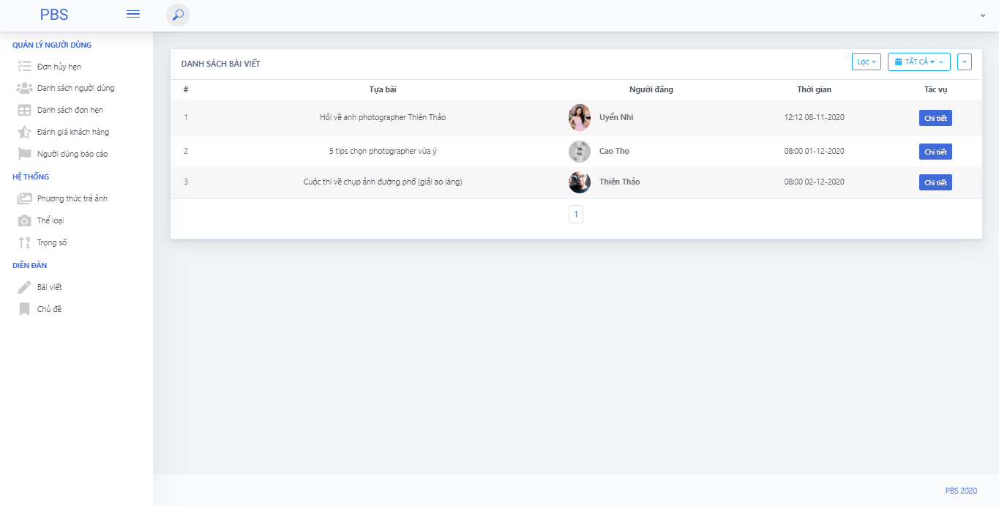 PBS
QUẢN LÝ NGƯỜI DÙNG
Đơn hủy hẹn
Danh sách người dùng
Danh sách đơn hẹn
Đánh giá khách hàng
Người dùng báo cáo
HỆ THỐNG
Phương thức trả ảnh
Thể loại
Trọng số
DIỄN ĐÀN
Bài viết
Chủ đề
DANH SÁCH BÀI VIẾT
Lọc
TẤT CẢ
# Tựa bài Người đăng Thời gian Tác vụ
1 Hỏi về anh photographer Thiên Thảo Uyển Nhi 12:12 08-11-2020 Chi tiết
2 5 tips chọn photographer vừa ý Cao Thọ 08:00 01-12-2020 Chi tiết
3 Cuộc thi về chụp ảnh đường phố (giải ao làng) Thiên Thảo 08:00 02-12-2020 Chi tiết
1
PBS 2020